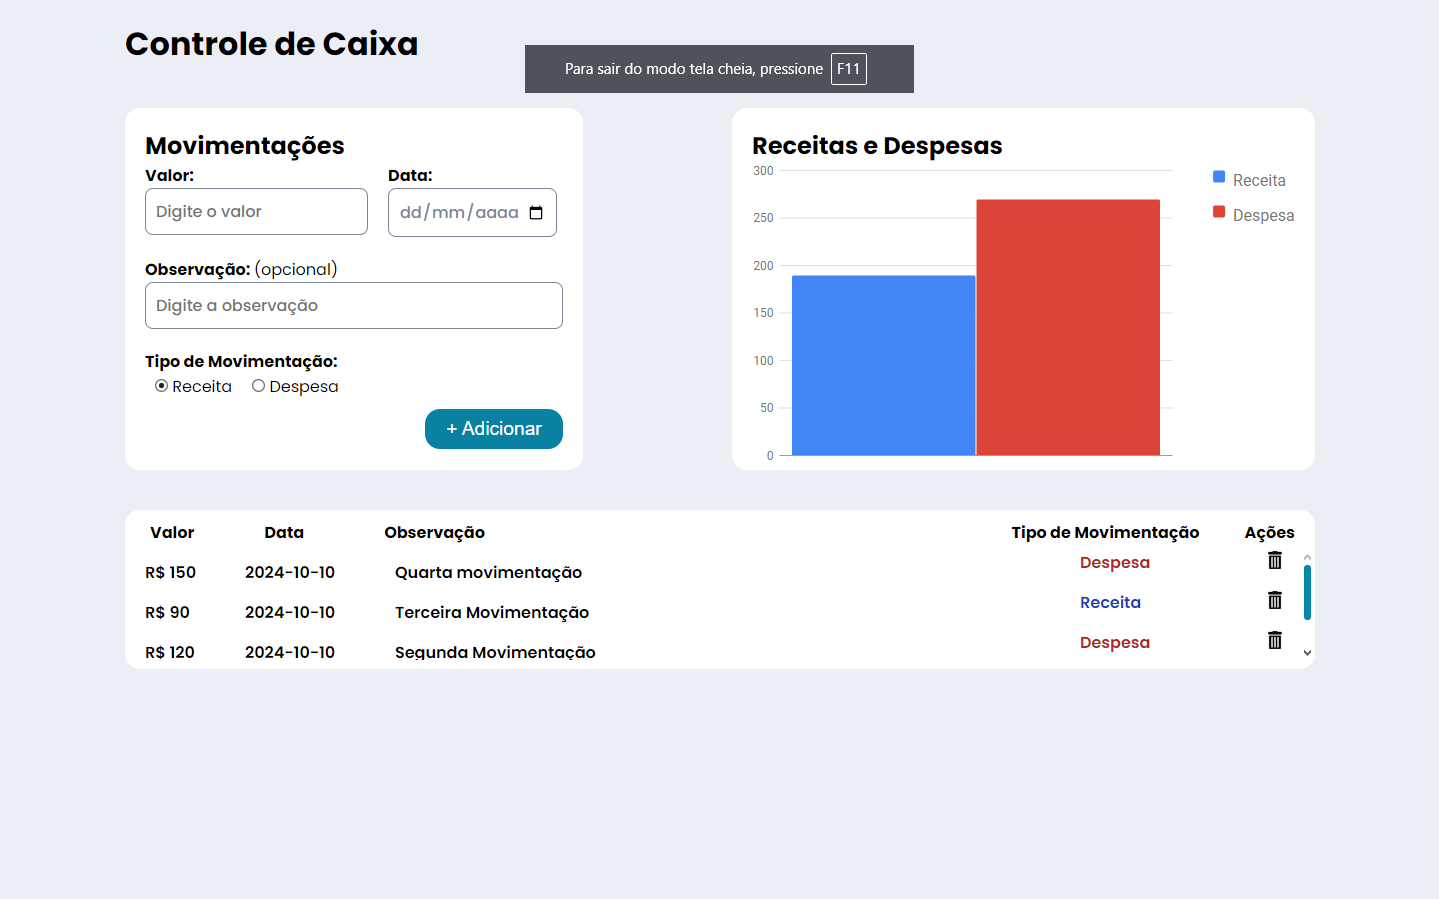 Controle de Caixa
Para sair do modo tela cheia, pressione F11
Movimentações
Valor: Data:
Digite o valor dd/mm/aaaa
Observação: (opcional)
Digite a observação
Tipo de Movimentação:
Receita Despesa
+ Adicionar
Receitas e Despesas
300
250
200
150
100
50
0
Receita
Despesa
Valor Data Observação Tipo de Movimentação Ações
R$ 150 2024-10-10 Quarta movimentação Despesa
R$ 90 2024-10-10 Terceira Movimentação Receita
R$ 120 2024-10-10 Segunda Movimentação Despesa